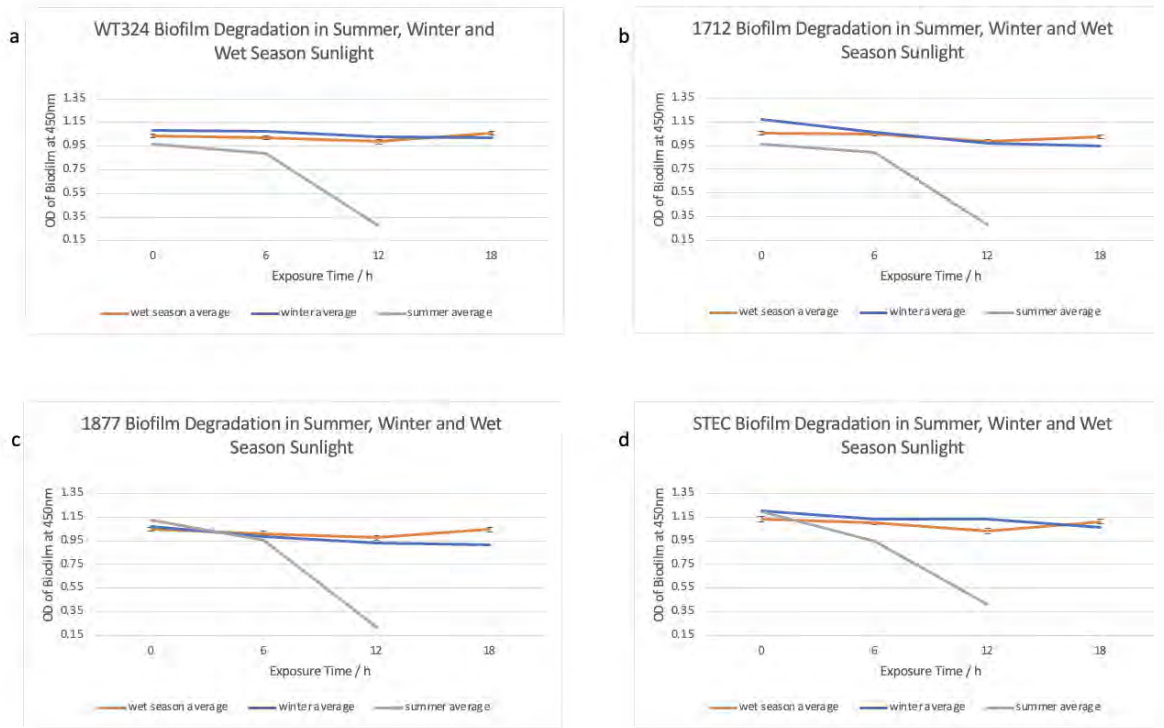 a
WT324 Biofilm Degradation in Summer, Winter and
Wet Season Sunlight
OD of Biodilm at 450nm
1.35
1.15
0.95
0.75
0.55
0.35
0.15
0 6 12 18
Exposure Time / h
wet season average winter average summer average
b
1712 Biofilm Degradation in Summer, Winter and Wet
Season Sunlight
OD of Biodilm at 450nm
1.35
1.15
0.95
0.75
0.55
0.35
0.15
0 6 12 18
Exposure Time / h
wet season average winter average summer average
c
1877 Biofilm Degradation in Summer, Winter and Wet
Season Sunlight
OD of Biodilm at 450nm
1.35
1.15
0.95
0.75
0.55
0.35
0.15
0 6 12 18
Exposure Time / h
wet season average winter average summer average
d
STEC Biofilm Degradation in Summer, Winter and Wet
Season Sunlight
OD of Biodilm at 450nm
1.35
1.15
0.95
0.75
0.55
0.35
0.15
0 6 12 18
Exposure Time / h
wet season average winter average summer average